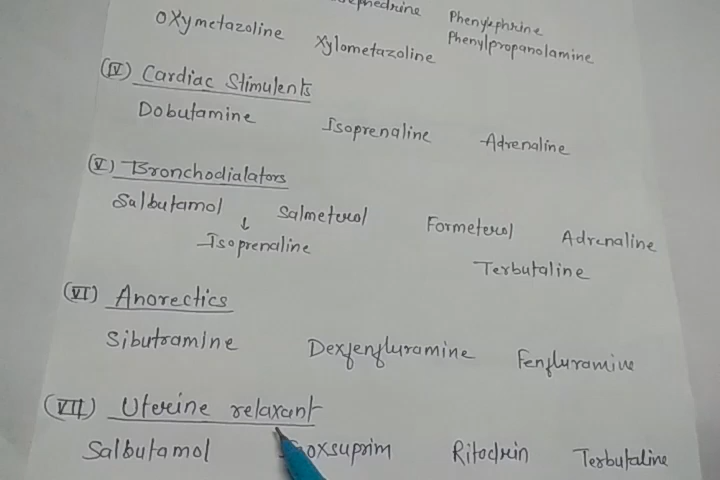 Phenylephrine
Oxymetazoline Xylometazoline Phenylpropanolamine
(IV) Cardiac Stimulents
Dobutamine Isoprenaline Adrenaline
(V) Bronchodialators
Salbutamol Salmeterol Formeterol Adrenaline
↓
Isoprenaline Terbutaline
(VI) Anorectics
Sibutramine Dexfenfluramine Fenfluramine
(VII) Uterine relaxant
Salbutamol oxsuprim Ritodrin Terbutaline